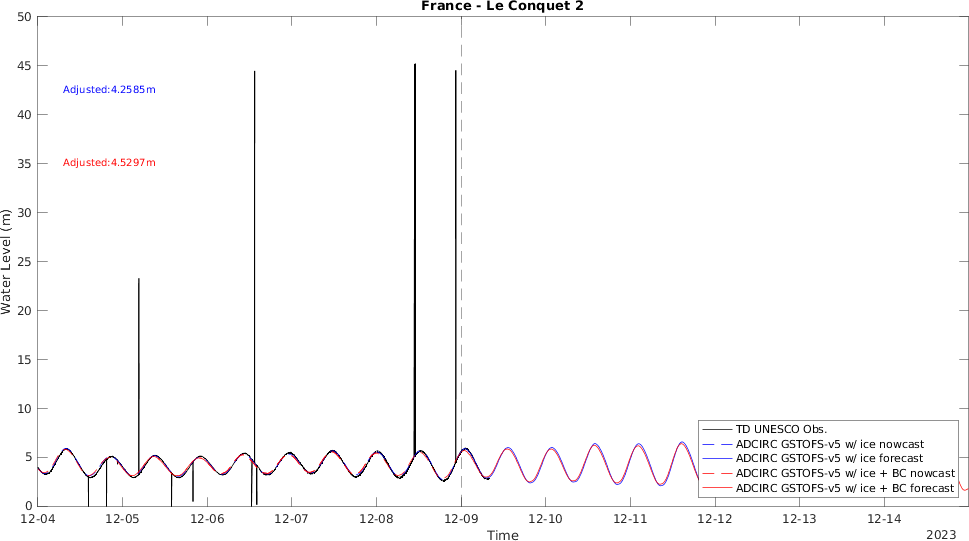 France - Le Conquet 2
50
45
40
35
30
25
20
15
10
5
0
Water Level (m)
Adjusted:4.2585m
Adjusted:4.5297m
TD UNESCO Obs.
ADCIRC GSTOFS-v5 w/ ice nowcast
ADCIRC GSTOFS-v5 w/ ice forecast
ADCIRC GSTOFS-v5 w/ ice + BC nowcast
ADCIRC GSTOFS-v5 w/ ice + BC forecast
12-04 12-05 12-06 12-07 12-08 12-09 12-10 12-11 12-12 12-13 12-14
Time
2023